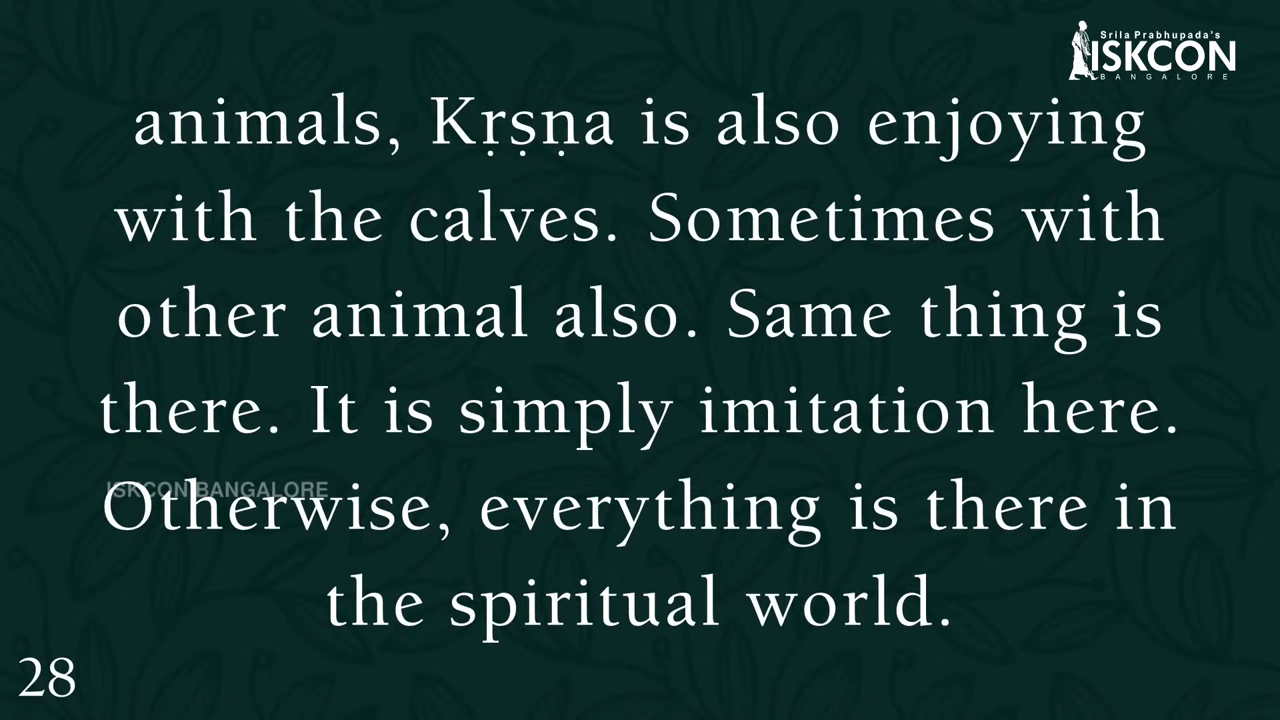 Srila Prabhupada's
ISKCON
BANGALORE
animals, Kṛṣṇa is also enjoying
with the calves. Sometimes with
other animal also. Same thing is
there. It is simply imitation here.
ISKCON BANGALORE
Otherwise, everything is there in
the spiritual world.
28